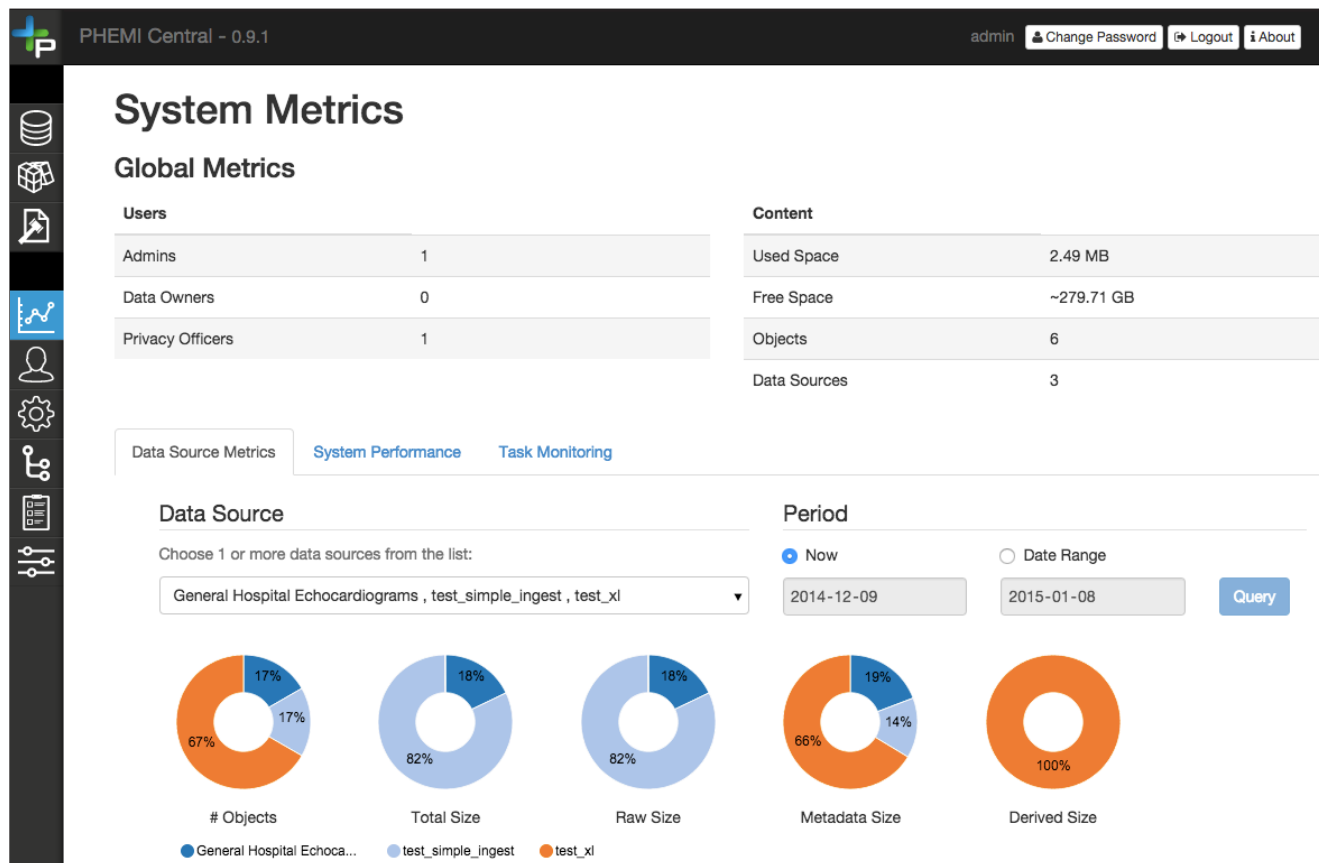 PHEMI Central - 0.9.1 admin Change Password Logout i About
System Metrics
Global Metrics
Users Content
Admins 1 Used Space 2.49 MB
Data Owners 0 Free Space ~279.71 GB
Privacy Officers 1 Objects 6
Data Sources 3
Data Source Metrics System Performance Task Monitoring
Data Source Period
Choose 1 or more data sources from the list: Now Date Range
General Hospital Echocardiograms , test_simple_ingest , test_xl 2014-12-09 2015-01-08 Query
17% 18% 18% 19%
17% 14%
67% 66%
82% 82% 100%
# Objects Total Size Raw Size Metadata Size Derived Size
General Hospital Echoca... test_simple_ingest test_xl